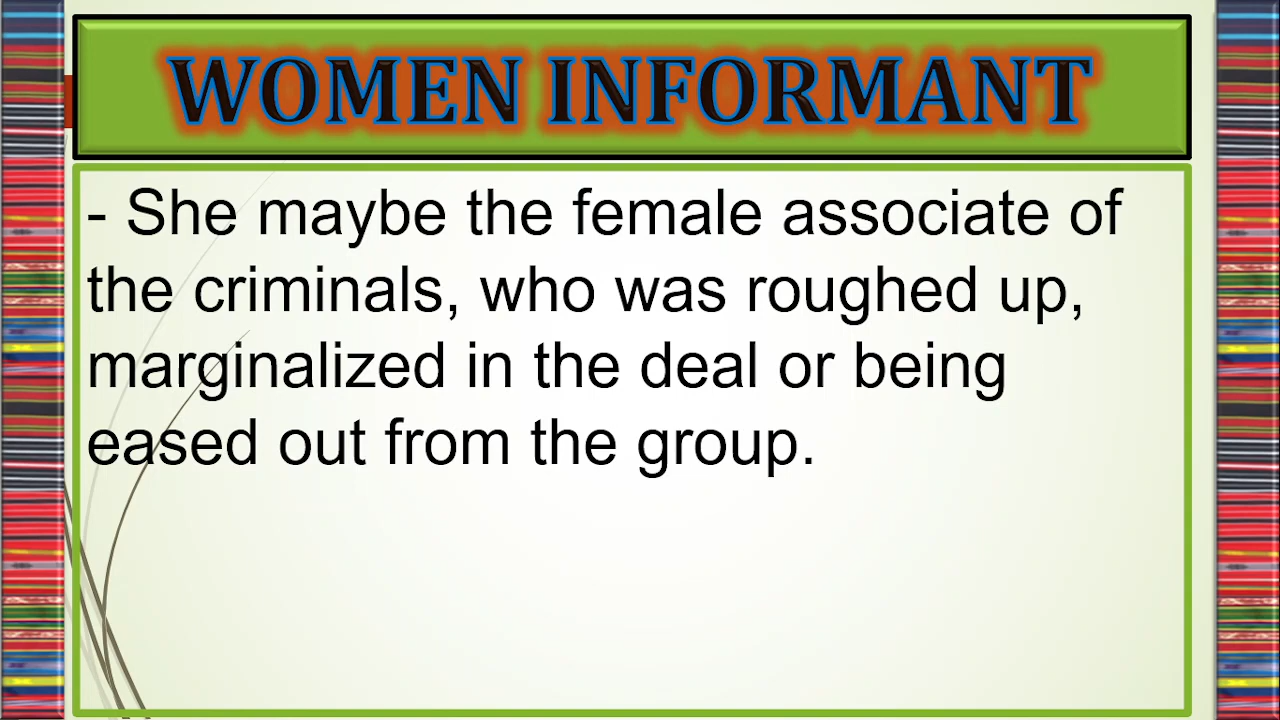 WOMEN INFORMANT
- She maybe the female associate of
the criminals, who was roughed up,
marginalized in the deal or being
eased out from the group.